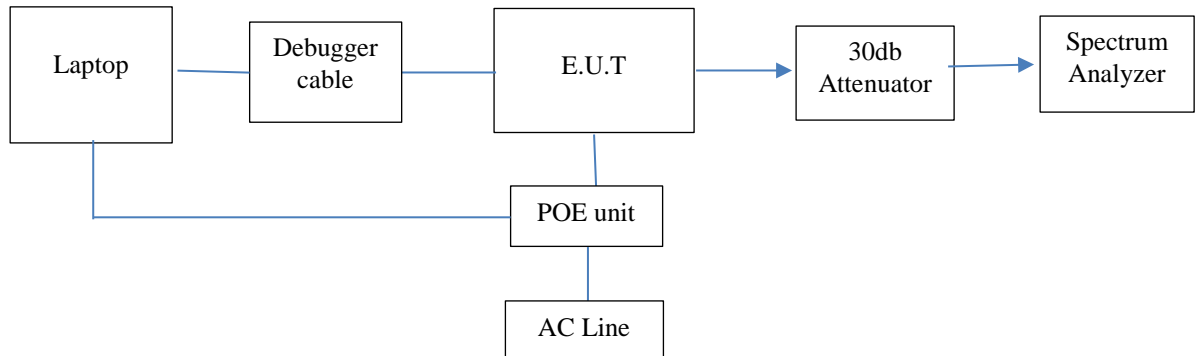 Laptop
Debugger
cable
E.U.T
30db
Attenuator
Spectrum
Analyzer
POE unit
AC Line